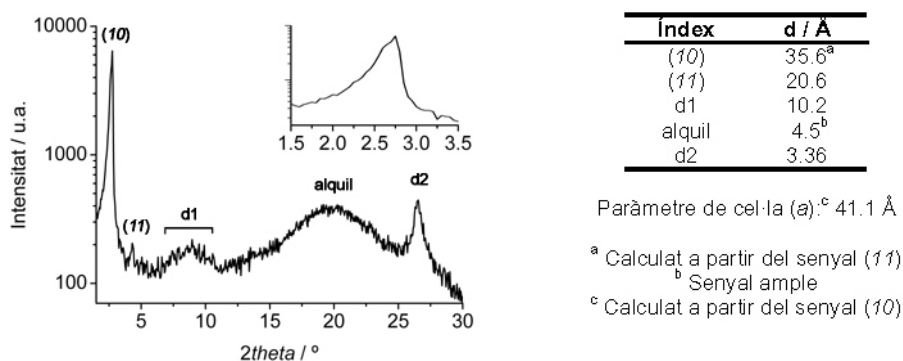 10000
1000
100
Intensitat / u.a.
(10)
(11)
d1
alquil
d2
1.5 2.0 2.5 3.0 3.5
5 10 15 20 25 30
2theta / º
Índex d / Å
(10) 35.6ª
(11) 20.6
d1 10.2
alquil 4.5ᵇ
d2 3.36
Paràmetre de cel·la (a):ᶜ 41.1 Å
ª Calculat a partir del senyal (11)
ᵇ Senyal ample
ᶜ Calculat a partir del senyal (10)